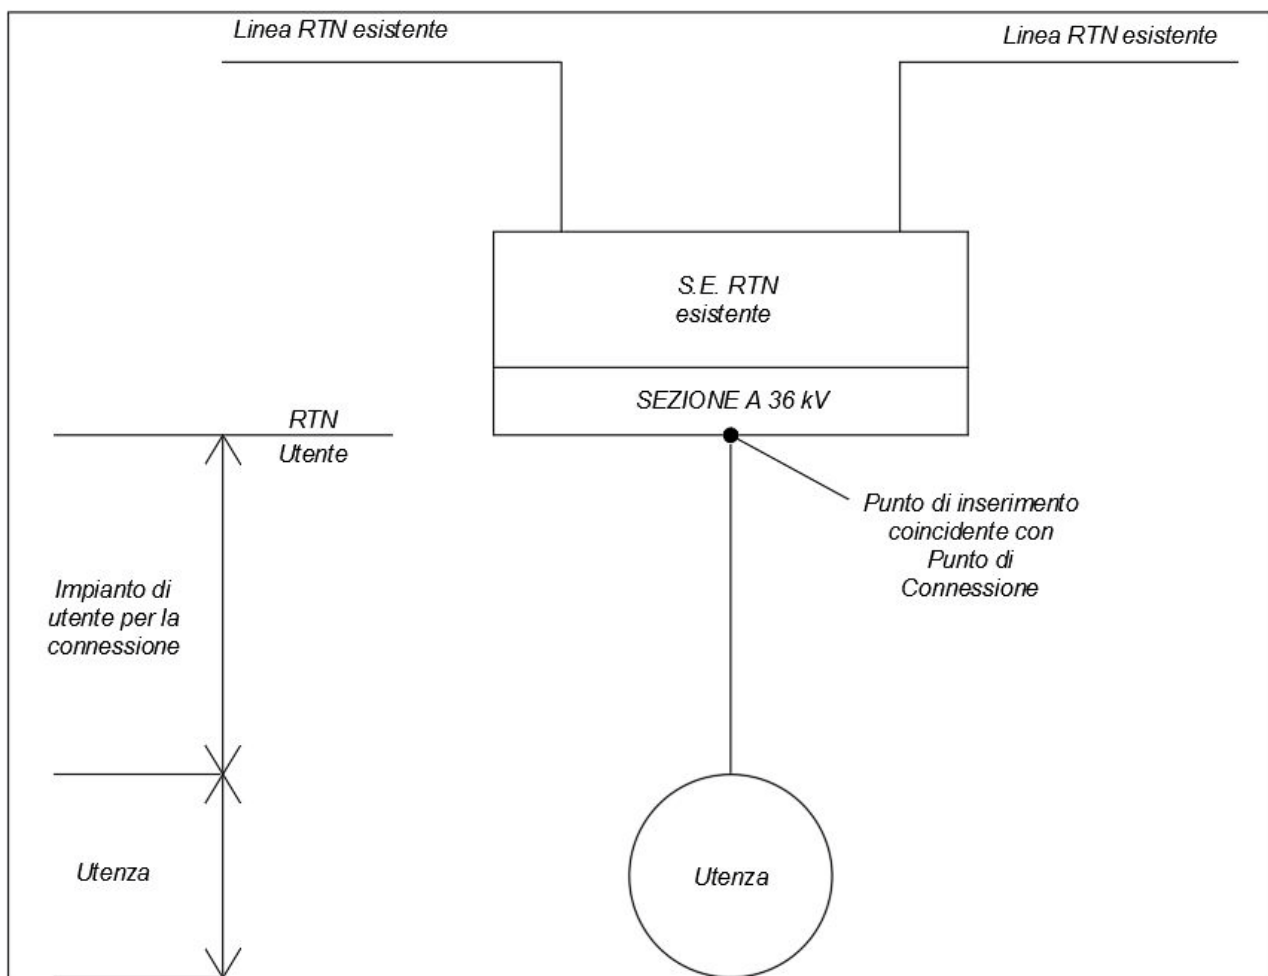 Linea RTN esistente
Linea RTN esistente
S.E. RTN
esistente
SEZIONE A 36 kV
RTN
Utente
Punto di inserimento
coincidente con
Punto di
Connessione
Impianto di
utente per la
connessione
Utenza
Utenza